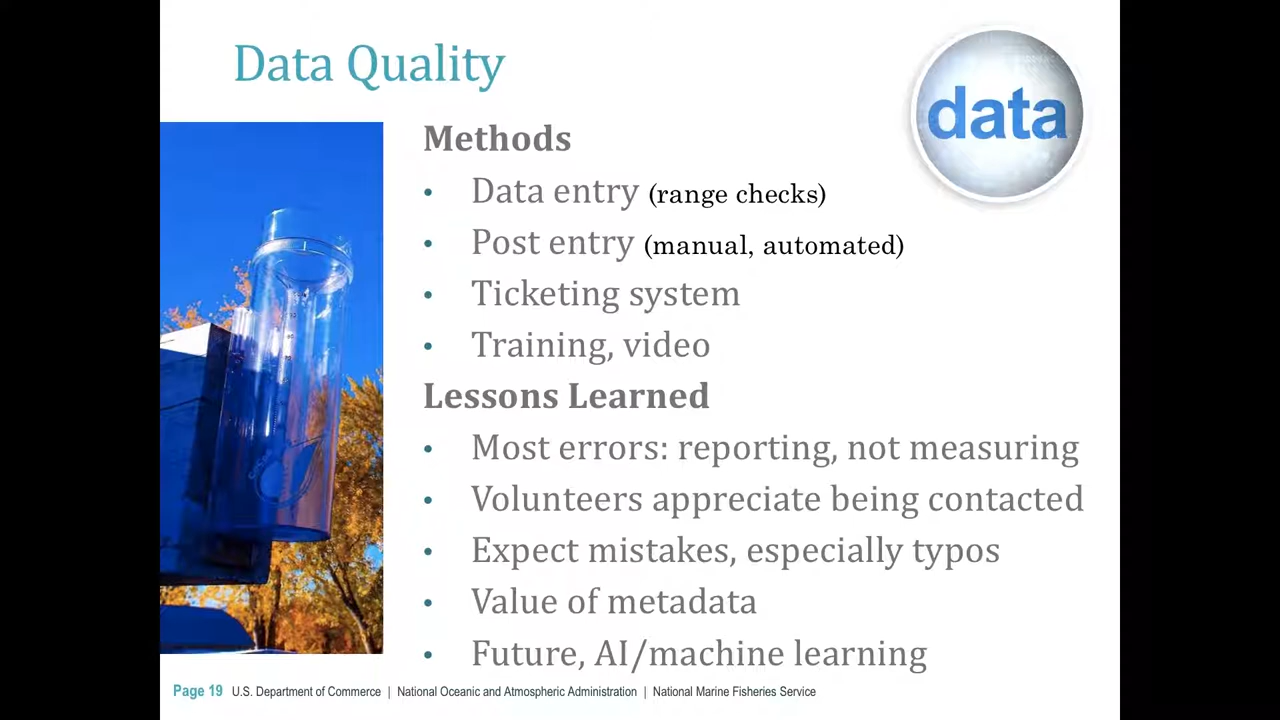 Data Quality
data
Methods
• Data entry (range checks)
• Post entry (manual, automated)
• Ticketing system
• Training, video
Lessons Learned
• Most errors: reporting, not measuring
• Volunteers appreciate being contacted
• Expect mistakes, especially typos
• Value of metadata
• Future, AI/machine learning
Page 19 U.S. Department of Commerce | National Oceanic and Atmospheric Administration | National Marine Fisheries Service